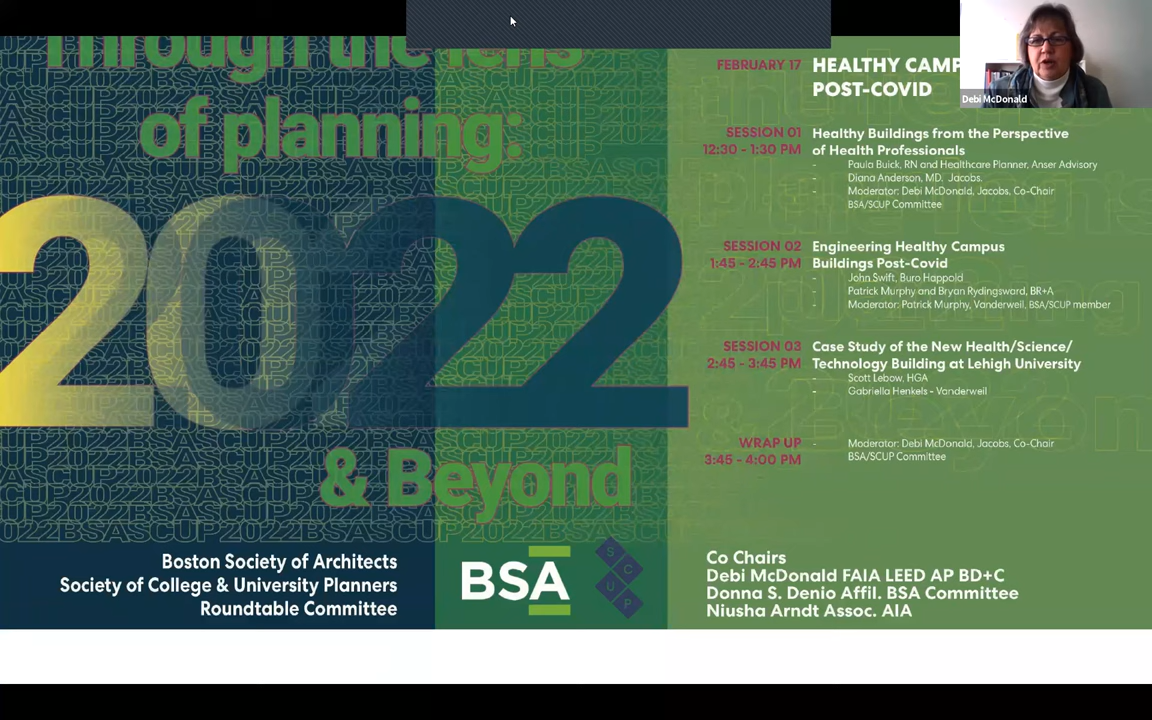 Through the lens
of planning:
2022
& Beyond
Boston Society of Architects
Society of College & University Planners
Roundtable Committee
BSA
SCUP
FEBRUARY 17
HEALTHY CAMP
POST-COVID
Debi McDonald
SESSION 01
12:30 - 1:30 PM
Healthy Buildings from the Perspective
of Health Professionals
- Paula Buick, RN and Healthcare Planner, Anser Advisory
- Diana Anderson, MD. Jacobs.
- Moderator: Debi McDonald, Jacobs, Co-Chair
BSA/SCUP Committee
SESSION 02
1:45 - 2:45 PM
Engineering Healthy Campus
Buildings Post-Covid
- John Swift, Buro Happold
- Patrick Murphy and Bryan Rydingsward, BR+A
- Moderator: Patrick Murphy, Vanderweil, BSA/SCUP member
SESSION 03
2:45 - 3:45 PM
Case Study of the New Health/Science/
Technology Building at Lehigh University
- Scott Lebow, HGA
- Gabriella Henkels - Vanderweil
WRAP UP
3:45 - 4:00 PM
- Moderator: Debi McDonald, Jacobs, Co-Chair
BSA/SCUP Committee
Co Chairs
Debi McDonald FAIA LEED AP BD+C
Donna S. Denio Affil. BSA Committee
Niusha Arndt Assoc. AIA